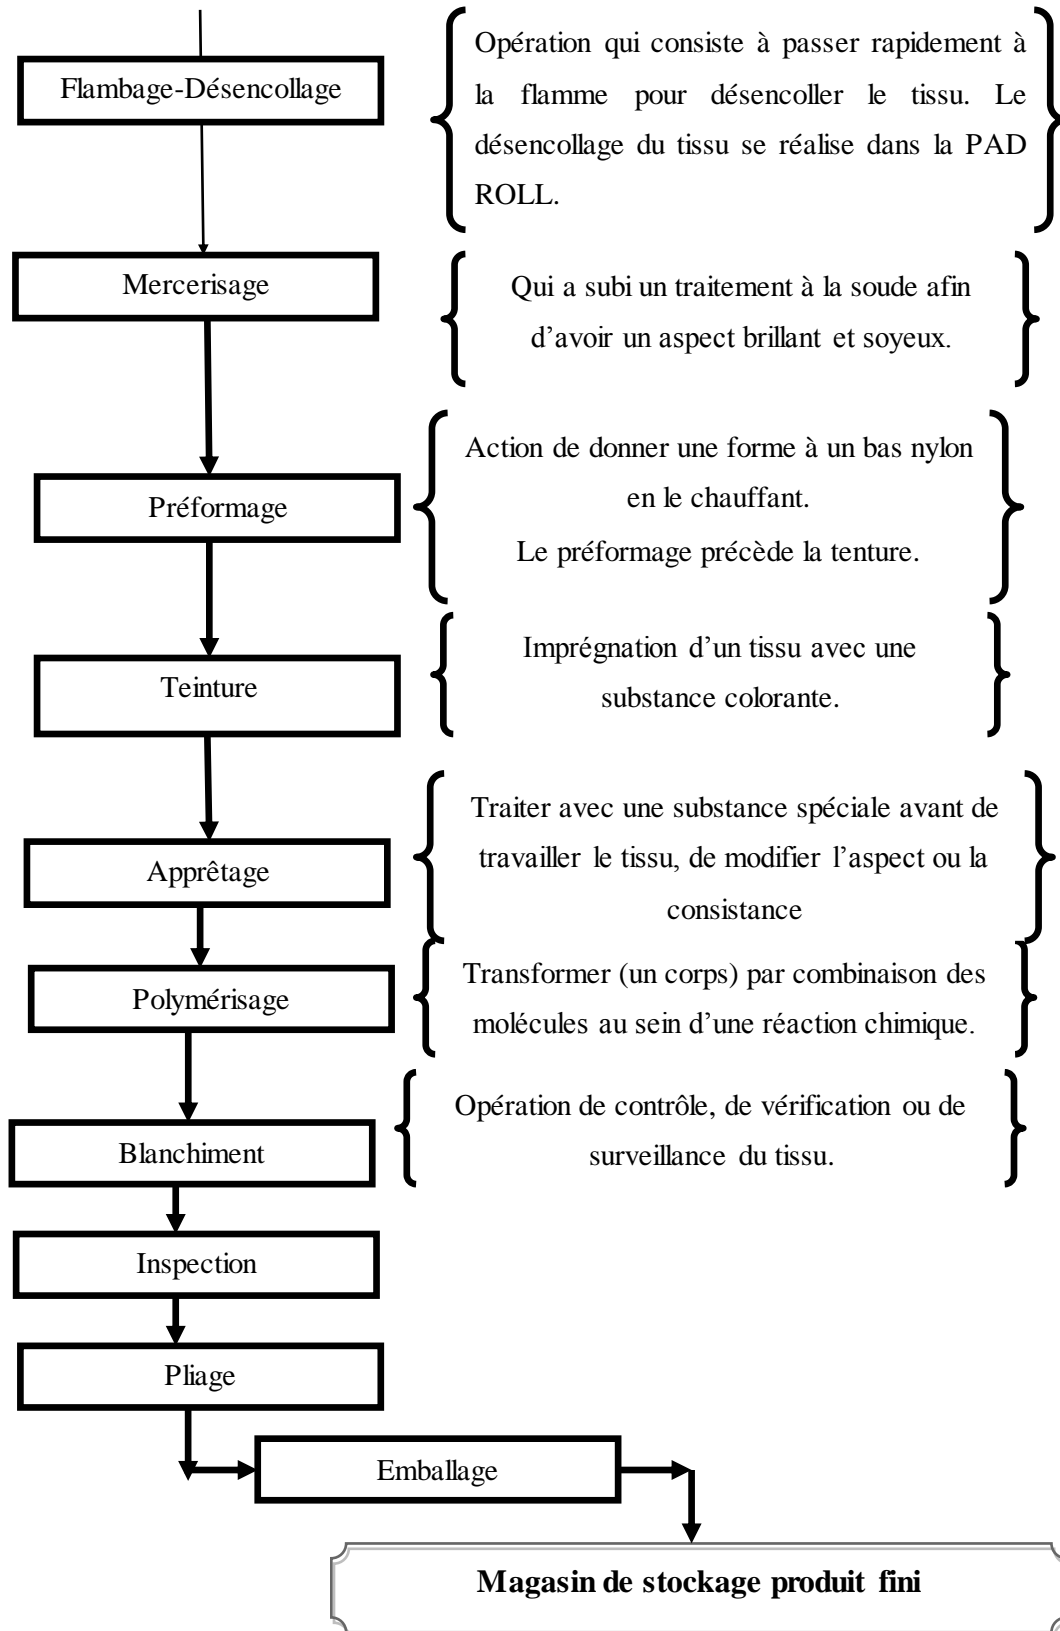 Flambage-Désencollage
Opération qui consiste à passer rapidement à
la flamme pour désencoller le tissu. Le
désencollage du tissu se réalise dans la PAD
ROLL.
Mercerisage
Qui a subi un traitement à la soude afin
d’avoir un aspect brillant et soyeux.
Préformage
Action de donner une forme à un bas nylon
en le chauffant.
Le préformage précède la tenture.
Teinture
Imprégnation d’un tissu avec une
substance colorante.
Apprêtage
Traiter avec une substance spéciale avant de
travailler le tissu, de modifier l’aspect ou la
consistance
Polymérisage
Transformer (un corps) par combinaison des
molécules au sein d’une réaction chimique.
Blanchiment
Opération de contrôle, de vérification ou de
surveillance du tissu.
Inspection
Pliage
Emballage
Magasin de stockage produit fini